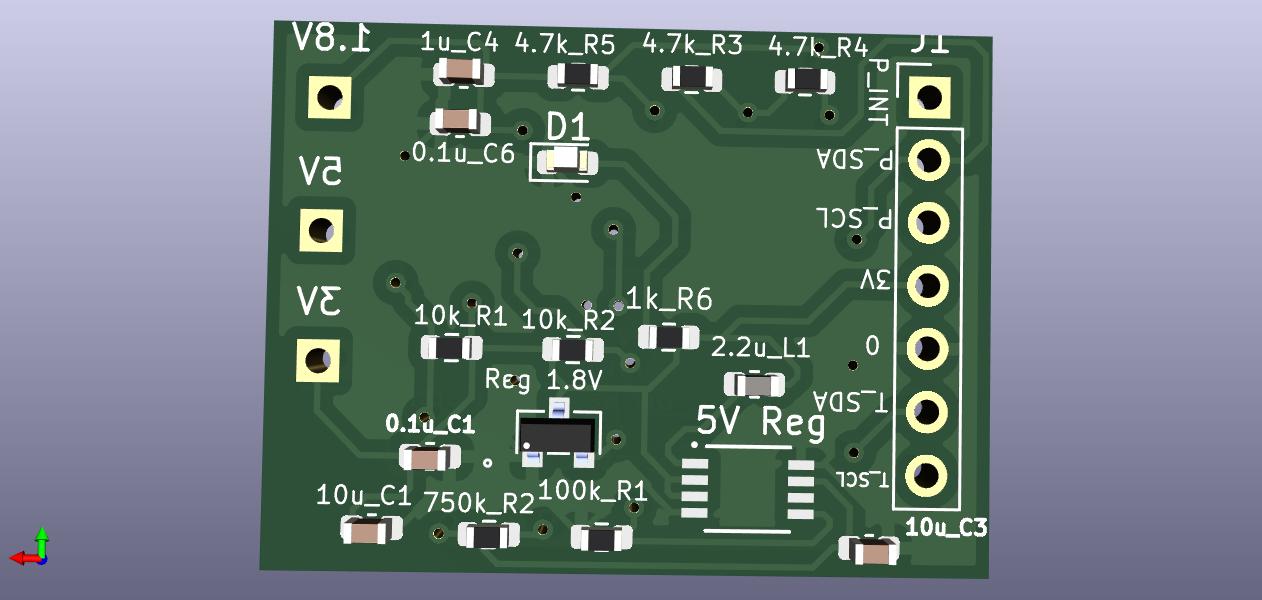 1.8V
1u_C4
4.7k_R5
4.7k_R3
4.7k_R4
J1
P_INT
D1
0.1u_C6
P_SDA
5V
P_SCL
3V
3V
1k_R6
10k_R1
10k_R2
2.2u_L1
0
Reg 1.8V
T_SDA
0.1u_C1
5V Reg
T_SCL
10u_C1
750k_R2
100k_R1
10u_C3